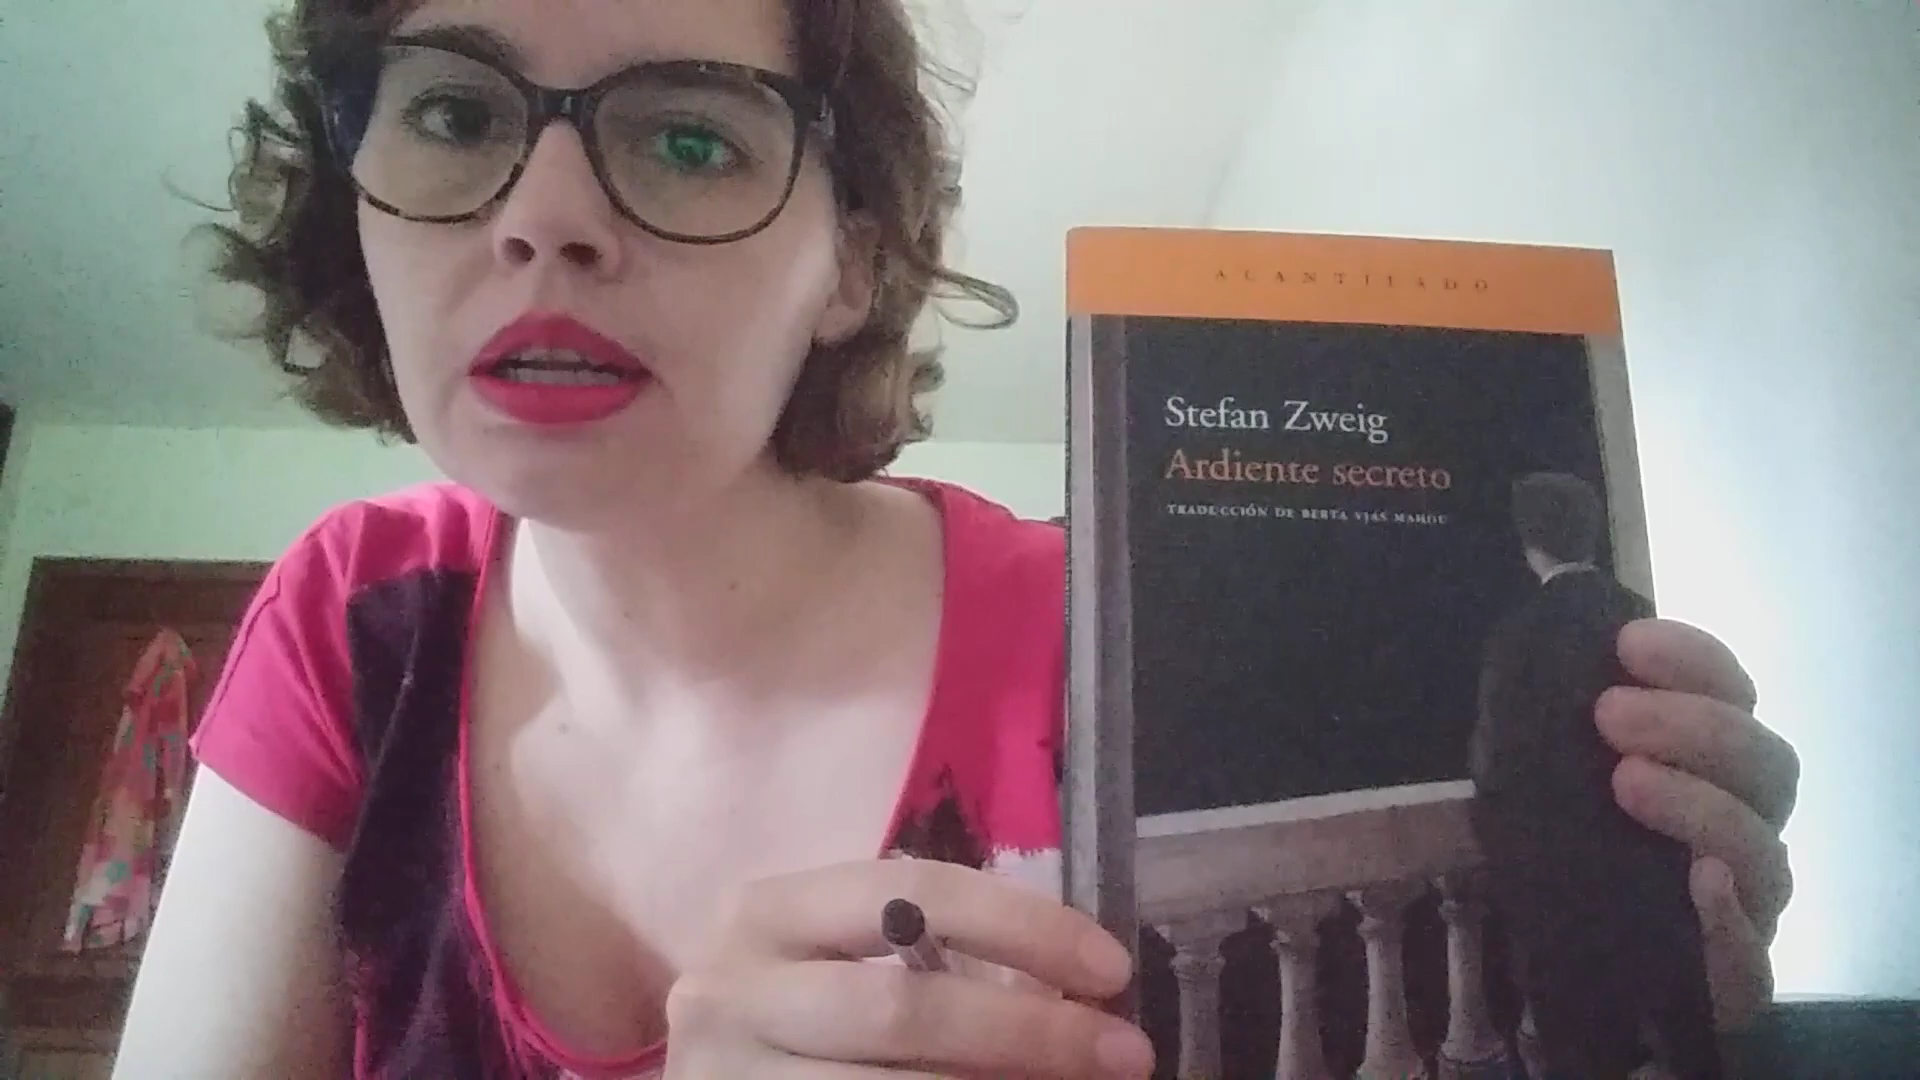 ACANTILADO
Stefan Zweig
Ardiente secreto
TRADUCCIÓN DE BERTA VIAS MAHOU